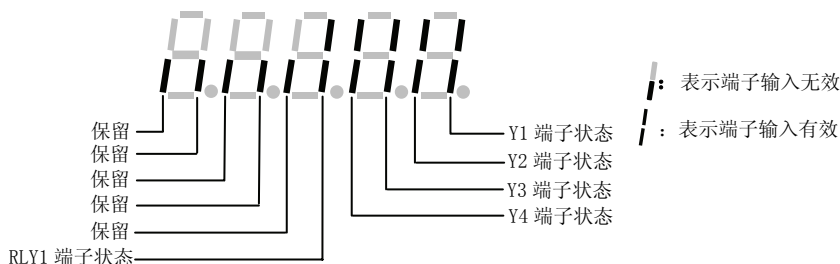 ：表示端子输入无效
：表示端子输入有效
保留
保留
保留
保留
保留
RLY1 端子状态
Y1 端子状态
Y2 端子状态
Y3 端子状态
Y4 端子状态